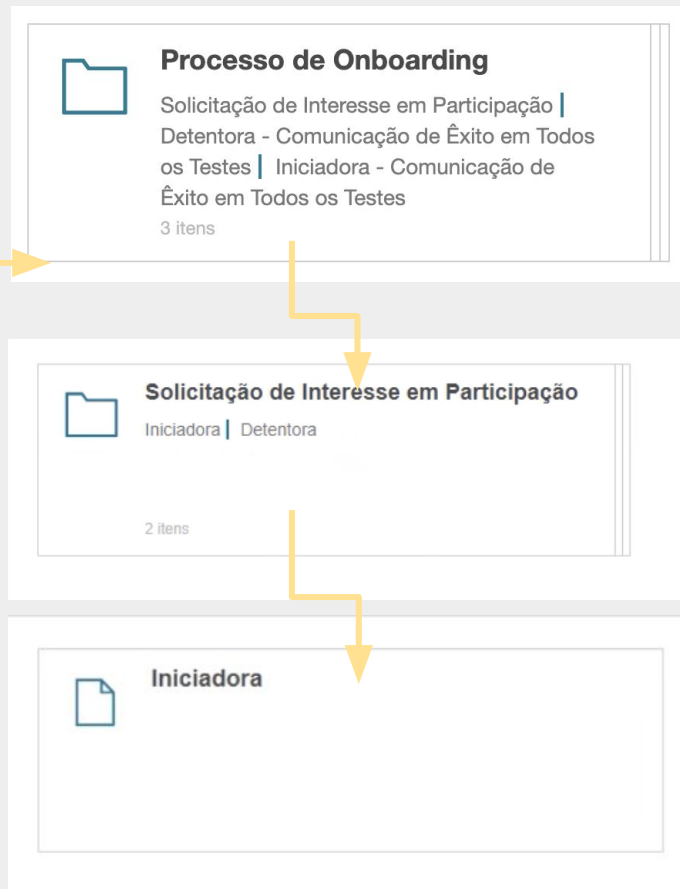 Processo de Onboarding
Solicitação de Interesse em Participação |
Detentora - Comunicação de Êxito em Todos
os Testes | Iniciadora - Comunicação de
Êxito em Todos os Testes
3 itens
Solicitação de Interesse em Participação
Iniciadora | Detentora
2 itens
Iniciadora